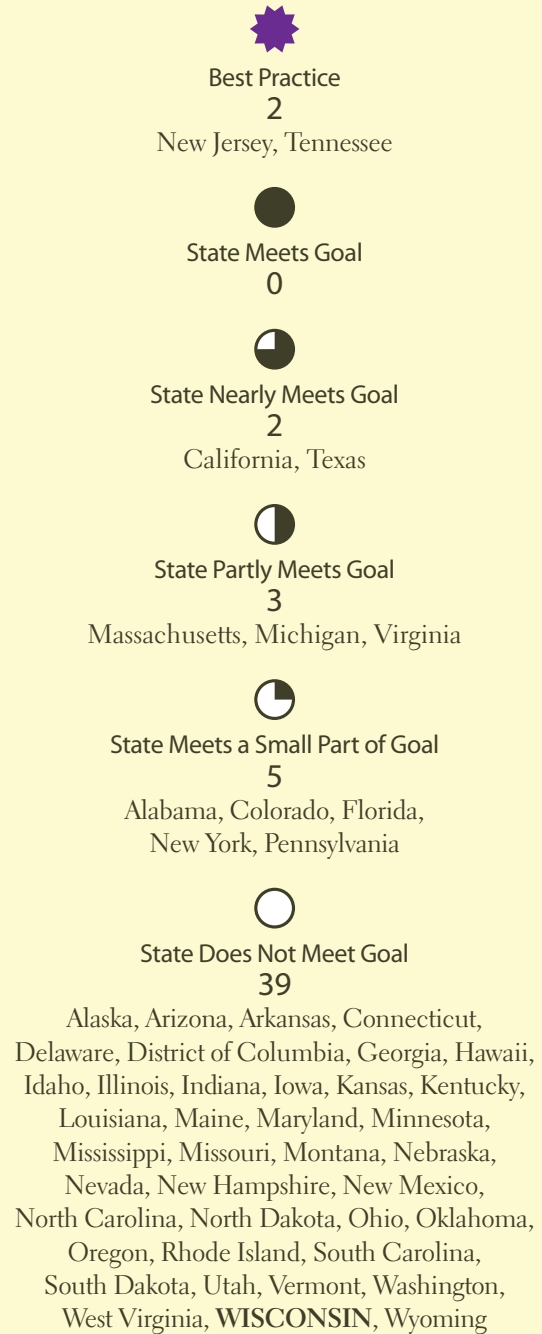 Best Practice
2
New Jersey, Tennessee
State Meets Goal
0
State Nearly Meets Goal
2
California, Texas
State Partly Meets Goal
3
Massachusetts, Michigan, Virginia
State Meets a Small Part of Goal
5
Alabama, Colorado, Florida,
New York, Pennsylvania
State Does Not Meet Goal
39
Alaska, Arizona, Arkansas, Connecticut,
Delaware, District of Columbia, Georgia, Hawaii,
Idaho, Illinois, Indiana, Iowa, Kansas, Kentucky,
Louisiana, Maine, Maryland, Minnesota,
Mississippi, Missouri, Montana, Nebraska,
Nevada, New Hampshire, New Mexico,
North Carolina, North Dakota, Ohio, Oklahoma,
Oregon, Rhode Island, South Carolina,
South Dakota, Utah, Vermont, Washington,
West Virginia, WISCONSIN, Wyoming